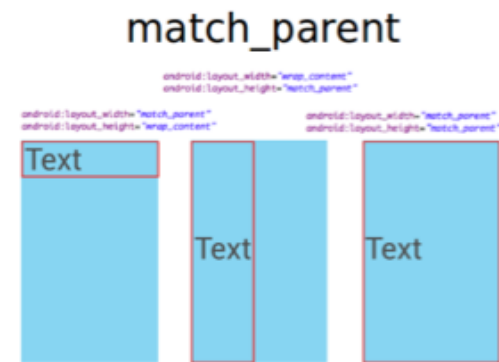 match_parent
android:layout_width="wrap_content"
android:layout_height="match_parent"
android:layout_width="match_parent"
android:layout_height="wrap_content"
android:layout_width="match_parent"
android:layout_height="match_parent"
Text
Text
Text